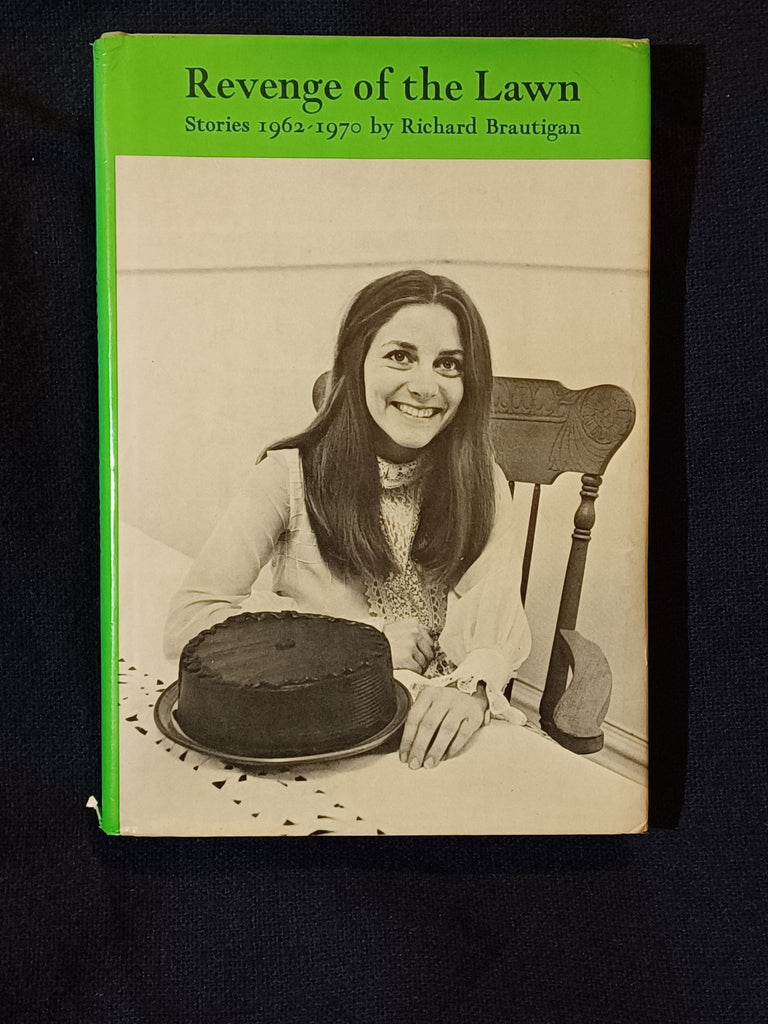 Revenge of the Lawn
Stories 1962-1970 by Richard Brautigan